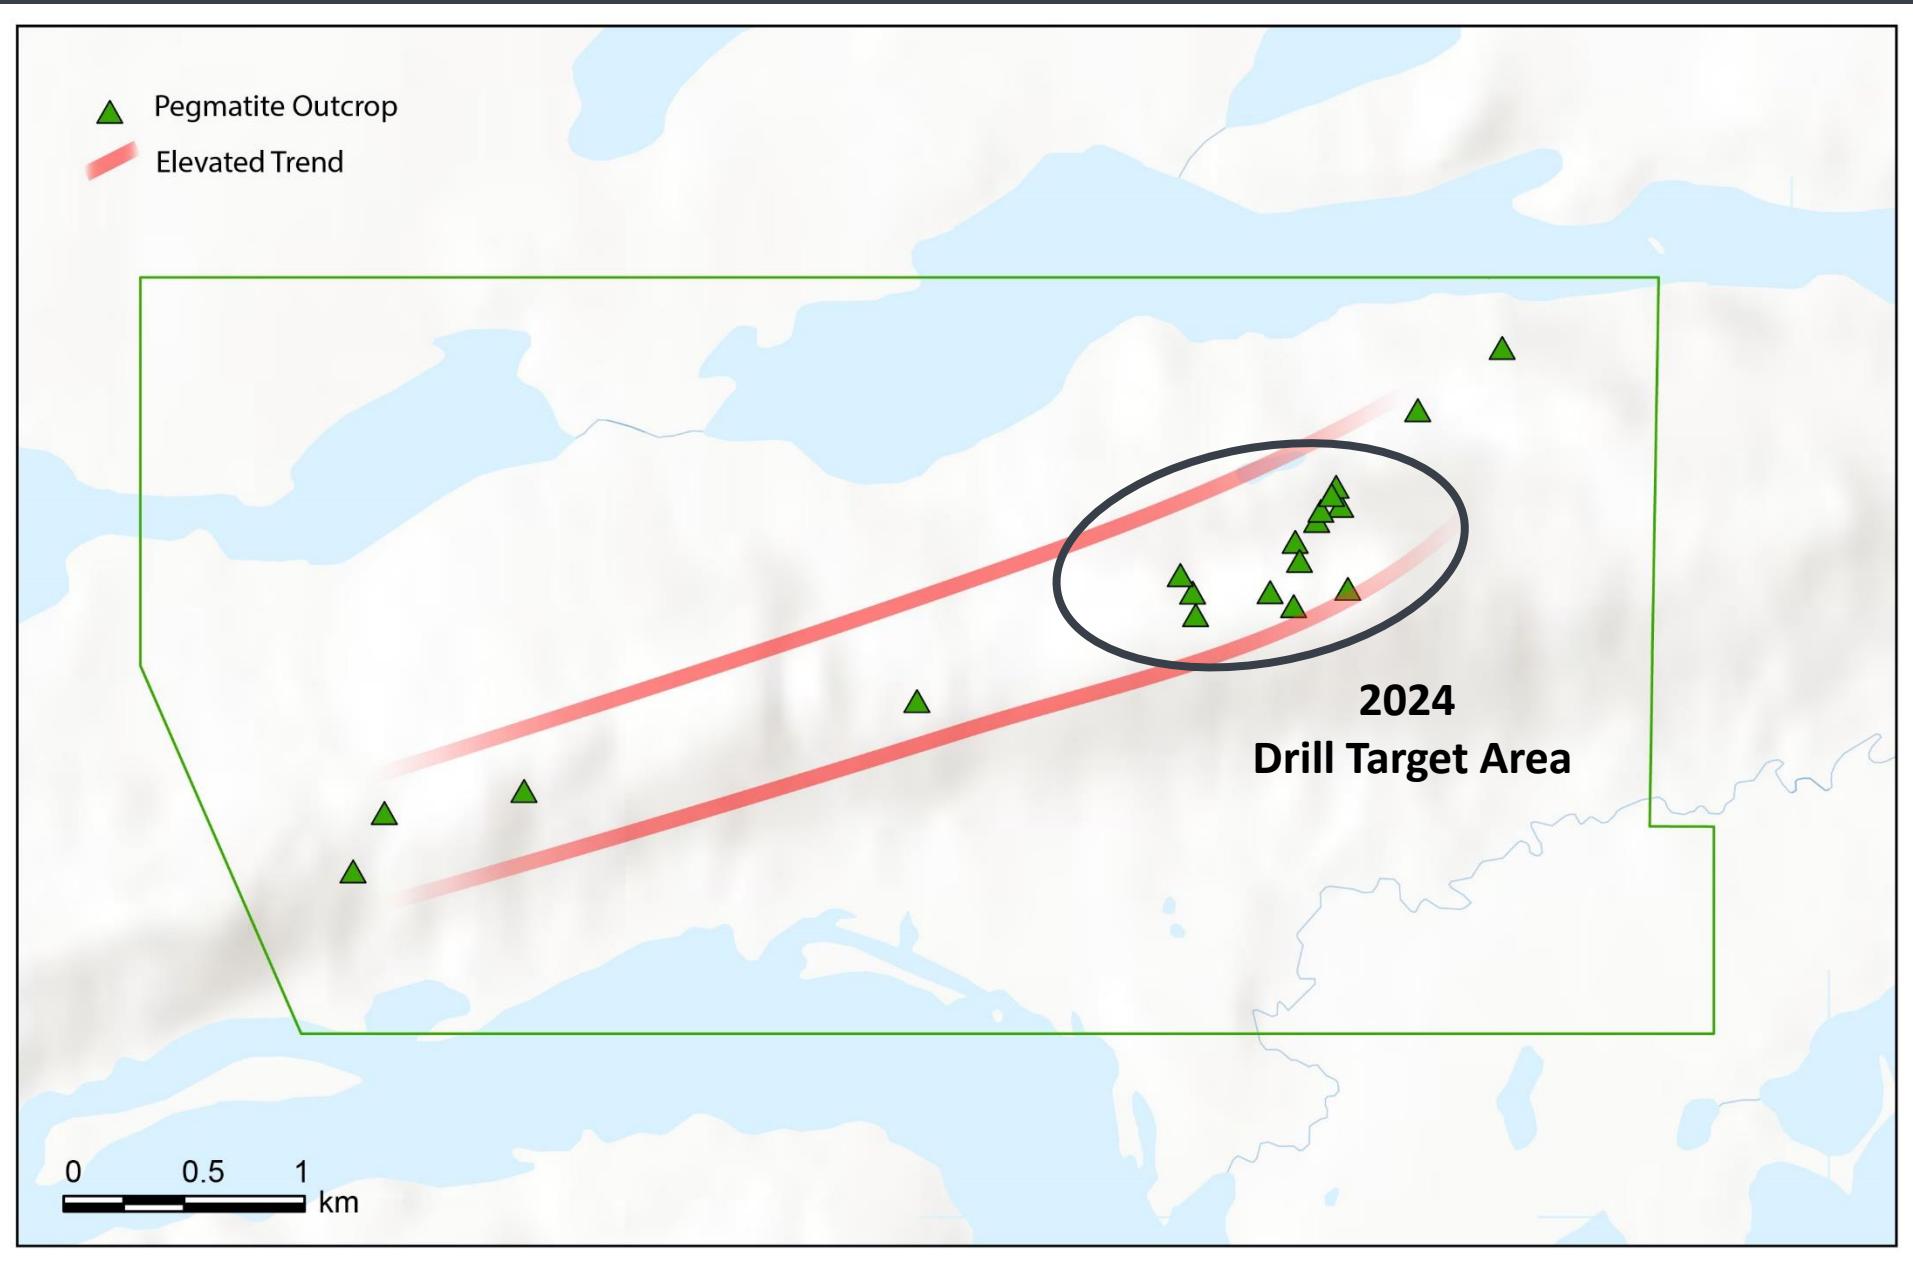 Pegmatite Outcrop
Elevated Trend
2024
Drill Target Area
0 0.5 1
km